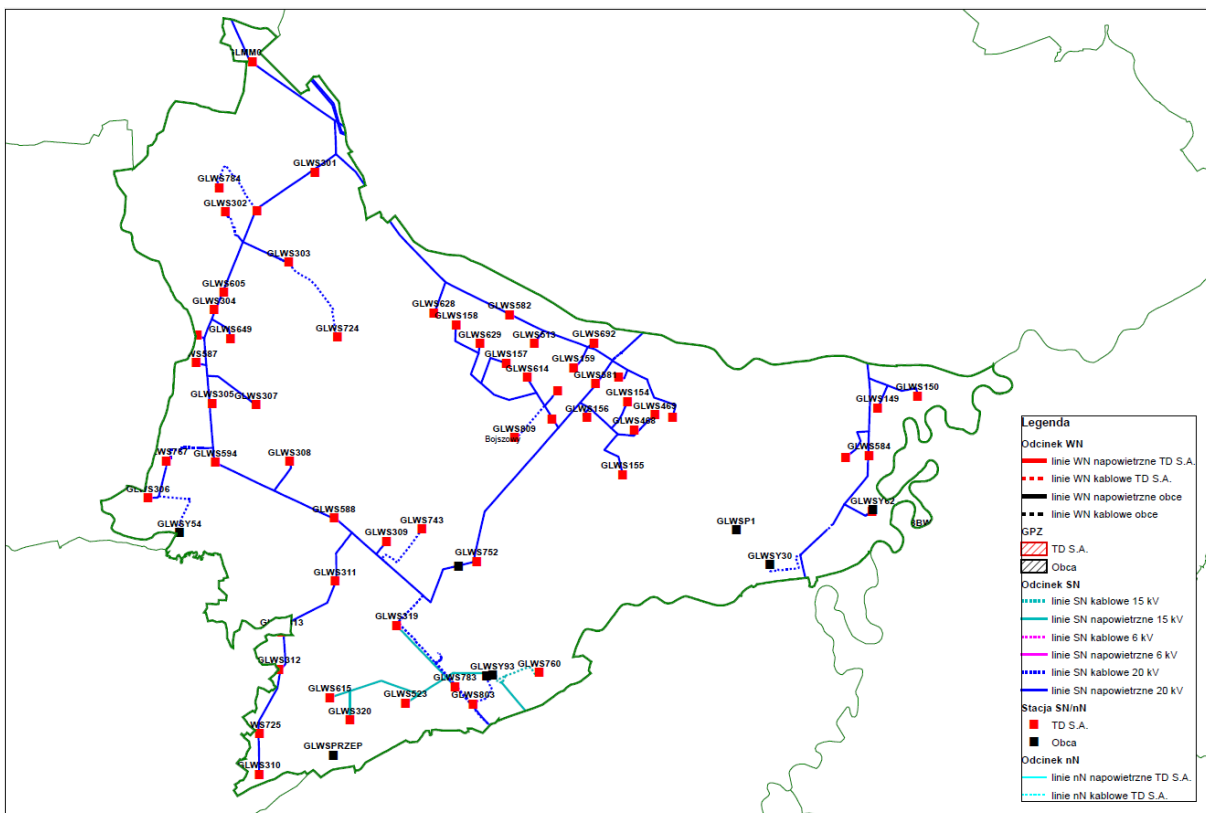 GLMM0
GLWS301
GLWS784
GLWS302
GLWS303
GLWS605
GLWS304
GLWS649
GLWS724
WS587
GLWS305
GLWS307
GLWS628
GLWS158
GLWS582
GLWS629
GLWS513
GLWS692
GLWS157
GLWS159
GLWS614
GLWS581
GLWS154
GLWS156
GLWS809
Bojszowy
GLWS155
GLWS150
GLWS149
GLWS584
GLWS594
GLWS308
GLWS306
GLWSY54
GLWS588
GLWS309
GLWS743
GLWS752
GLWSP1
GLWSY62
GLWSY30
GLWS311
GLWS319
GLWS312
GLWS615
GLWS320
GLWS523
GLWS783
GLWSY93
GLWS760
GLWS803
WS725
GLWSPRZEP
GLWS310
Legenda
Odcinek WN
linie WN napowietrzne TD S.A.
linie WN kablowe TD S.A.
linie WN napowietrzne obce
linie WN kablowe obce
GPZ
TD S.A.
Obca
Odcinek SN
linie SN kablowe 15 kV
linie SN napowietrzne 15 kV
linie SN kablowe 6 kV
linie SN napowietrzne 6 kV
linie SN kablowe 20 kV
linie SN napowietrzne 20 kV
Stacja SN/nN
TD S.A.
Obca
Odcinek nN
linie nN napowietrzne TD S.A.
linie nN kablowe TD S.A.